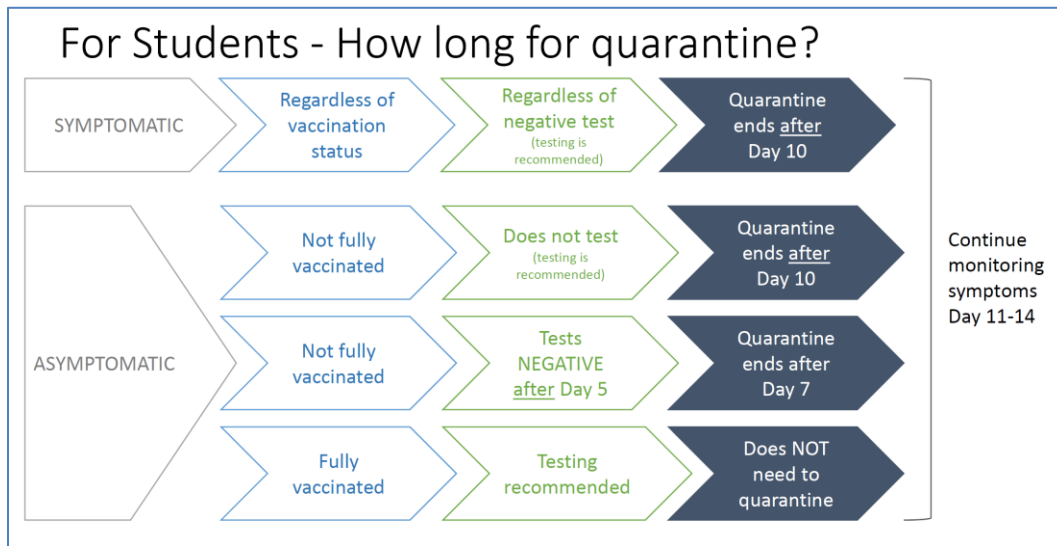 For Students - How long for quarantine?
SYMPTOMATIC
Regardless of
vaccination
status
Regardless of
negative test
(testing is
recommended)
Quarantine
ends after
Day 10
ASYMPTOMATIC
Not fully
vaccinated
Does not test
(testing is
recommended)
Quarantine
ends after
Day 10
Not fully
vaccinated
Tests
NEGATIVE
after Day 5
Quarantine
ends after
Day 7
Fully
vaccinated
Testing
recommended
Does NOT
need to
quarantine
Continue
monitoring
symptoms
Day 11-14